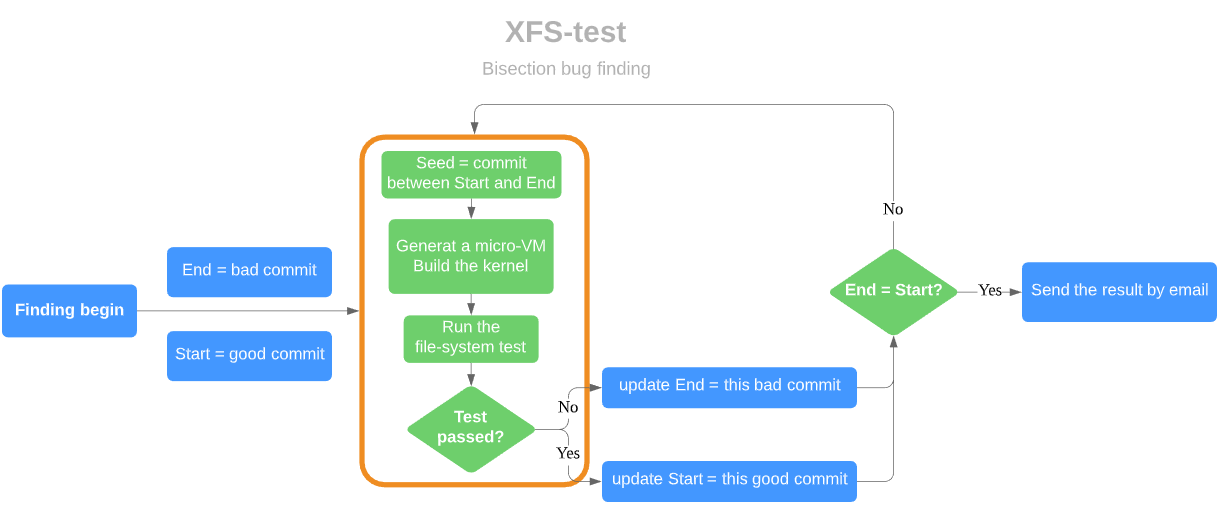 XFS-test
Bisection bug finding
Finding begin
End = bad commit
Start = good commit
Seed = commit
between Start and End
Generat a micro-VM
Build the kernel
Run the
file-system test
Test
passed?
No
Yes
update End = this bad commit
update Start = this good commit
End = Start?
No
Yes
Send the result by email